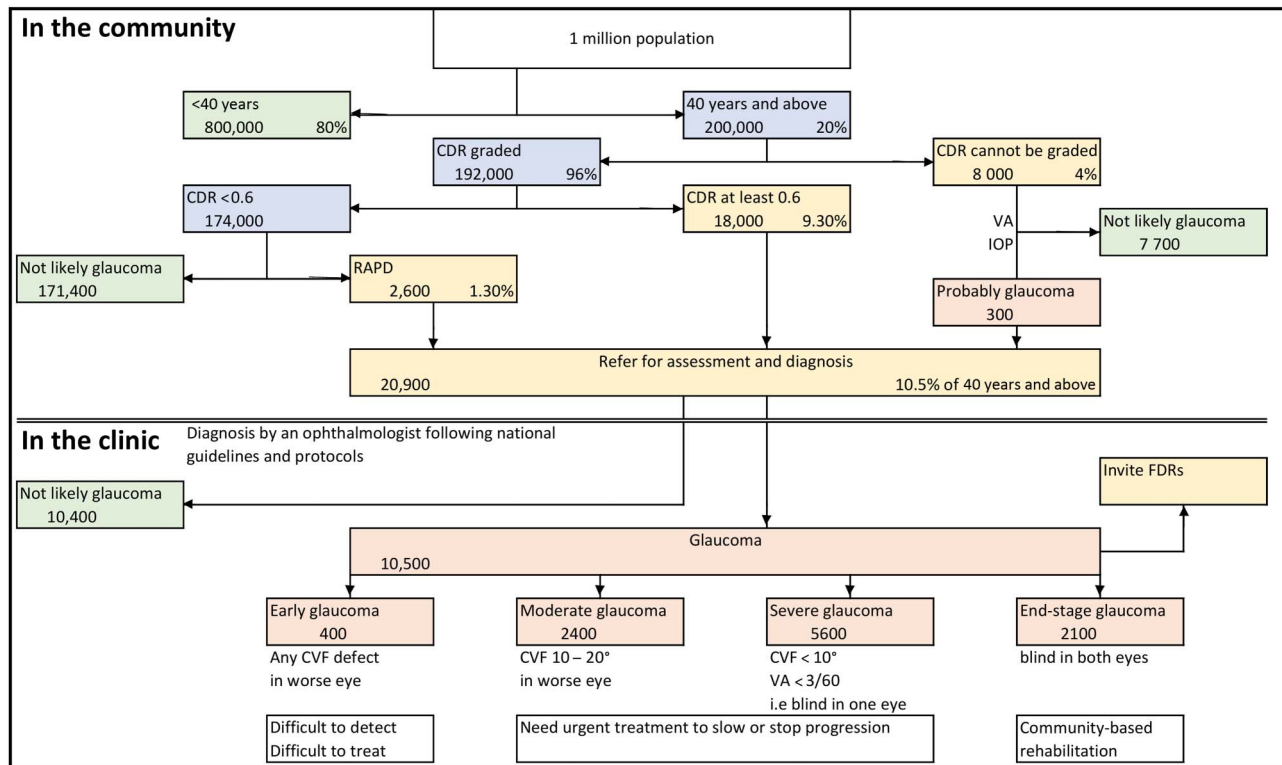 In the community
1 million population
<40 years
800,000 80%
40 years and above
200,000 20%
CDR graded
192,000 96%
CDR cannot be graded
8 000 4%
CDR <0.6
174,000
CDR at least 0.6
18,000 9.30%
VA
IOP
Not likely glaucoma
7 700
Not likely glaucoma
171,400
RAPD
2,600 1.30%
Probably glaucoma
300
Refer for assessment and diagnosis
20,900 10.5% of 40 years and above
In the clinic
Diagnosis by an ophthalmologist following national
guidelines and protocols
Invite FDRs
Not likely glaucoma
10,400
Glaucoma
10,500
Early glaucoma
400
Any CVF defect
in worse eye
Moderate glaucoma
2400
CVF 10 – 20°
in worse eye
Severe glaucoma
5600
CVF < 10°
VA < 3/60
i.e blind in one eye
End-stage glaucoma
2100
blind in both eyes
Difficult to detect
Difficult to treat
Need urgent treatment to slow or stop progression
Community-based
rehabilitation